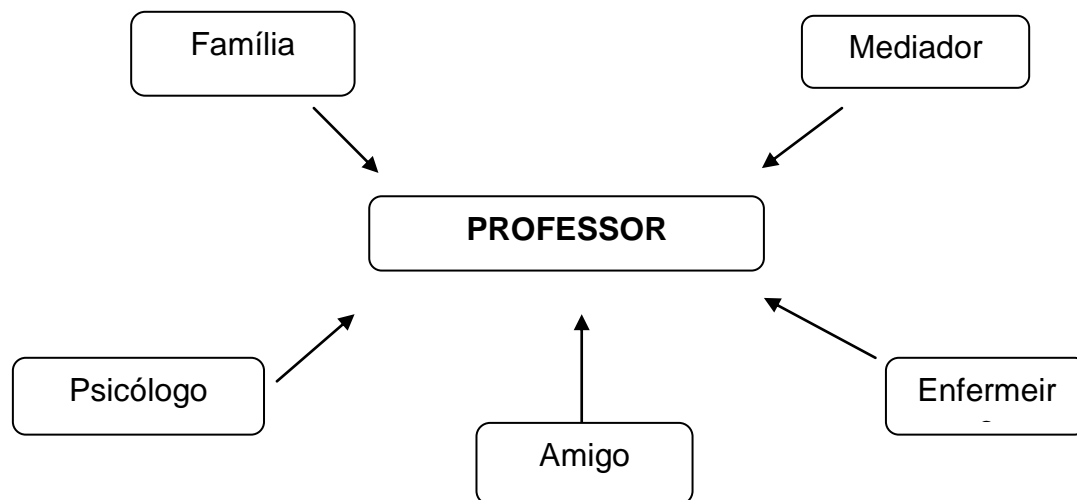 Família
Mediador
PROFESSOR
Psicólogo
Enfermeir
Amigo